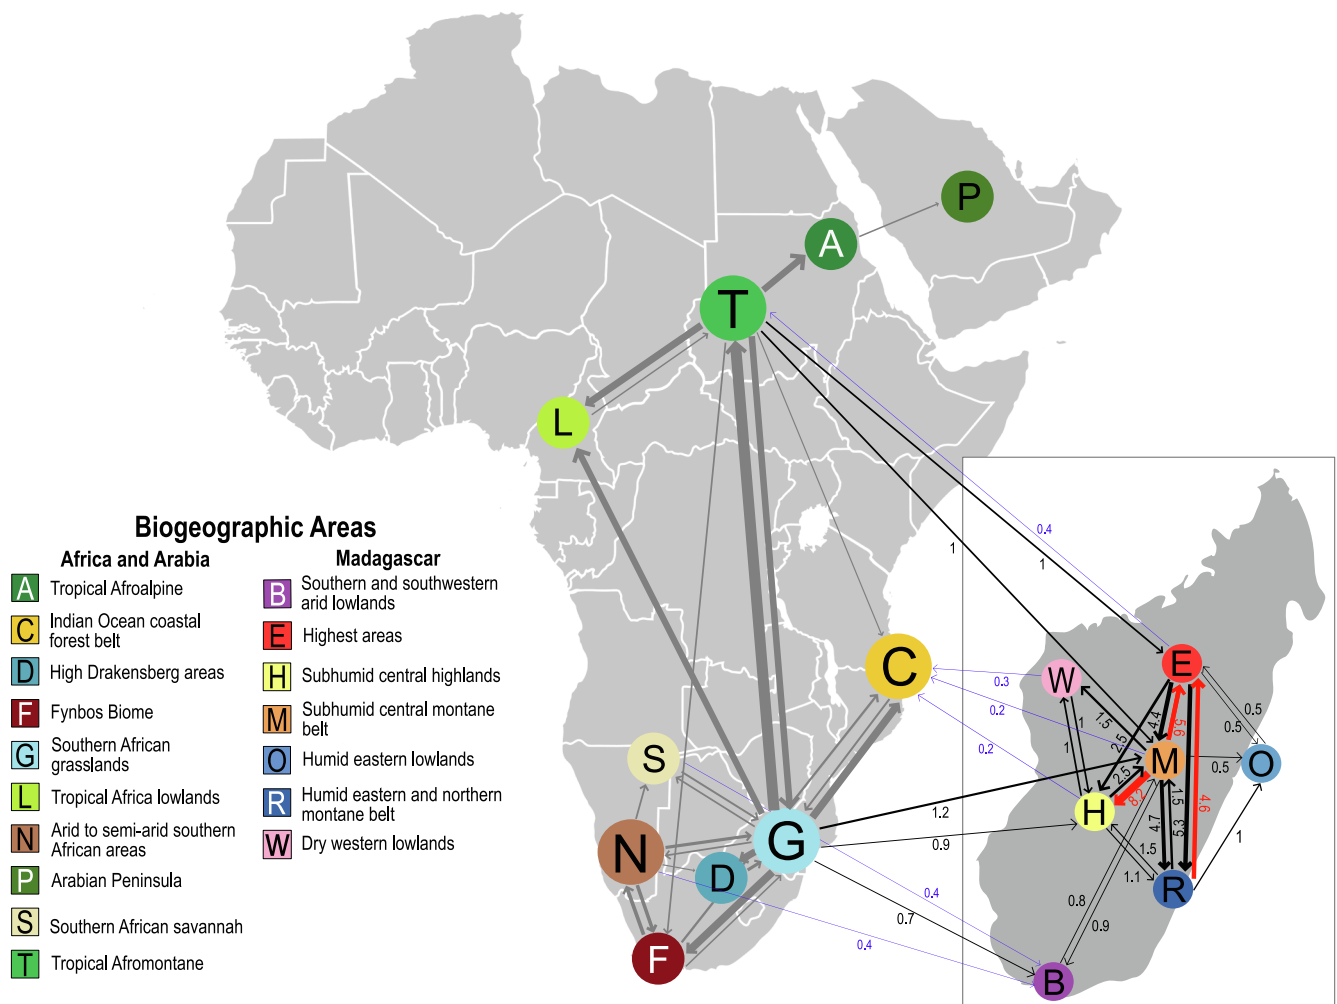 P
A
T
L
0.4
1
1
Biogeographic Areas
Africa and Arabia
Madagascar
A Tropical Afroalpine
C Indian Ocean coastal
forest belt
D High Drakensberg areas
F Fynbos Biome
G Southern African
grasslands
L Tropical Africa lowlands
N Arid to semi-arid southern
African areas
P Arabian Peninsula
S Southern African savannah
T Tropical Afromontane
B Southern and southwestern
arid lowlands
E Highest areas
H Subhumid central highlands
M Subhumid central montane
belt
O Humid eastern lowlands
R Humid eastern and northern
montane belt
W Dry western lowlands
C
E
W
0.3
0.2
0.2
1.5
4.4
5.6
0.5
0.5
S
1
1
2.5
2.5
M
0.5
O
8.2
H
1.2
0.9
N
G
D
4.7
1.5
5.3
4.6
1.5
1
1.1
R
0.4
0.7
0.8
0.9
0.4
F
B